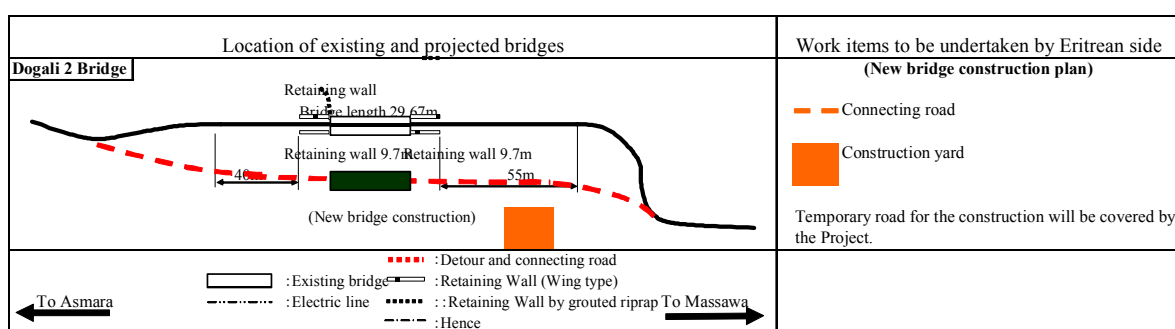 Location of existing and projected bridges
Work items to be undertaken by Eritrean side
Dogali 2 Bridge
(New bridge construction plan)
Retaining wall
Bridge length 29.67m
Connecting road
Retaining wall 9.7m
Retaining wall 9.7m
Construction yard
55m
(New bridge construction)
Temporary road for the construction will be covered by
the Project.
:Detour and connecting road
:Existing bridge
:Retaining Wall (Wing type)
To Asmara
:Electric line
::Retaining Wall by grouted riprap
To Massawa
:Hence